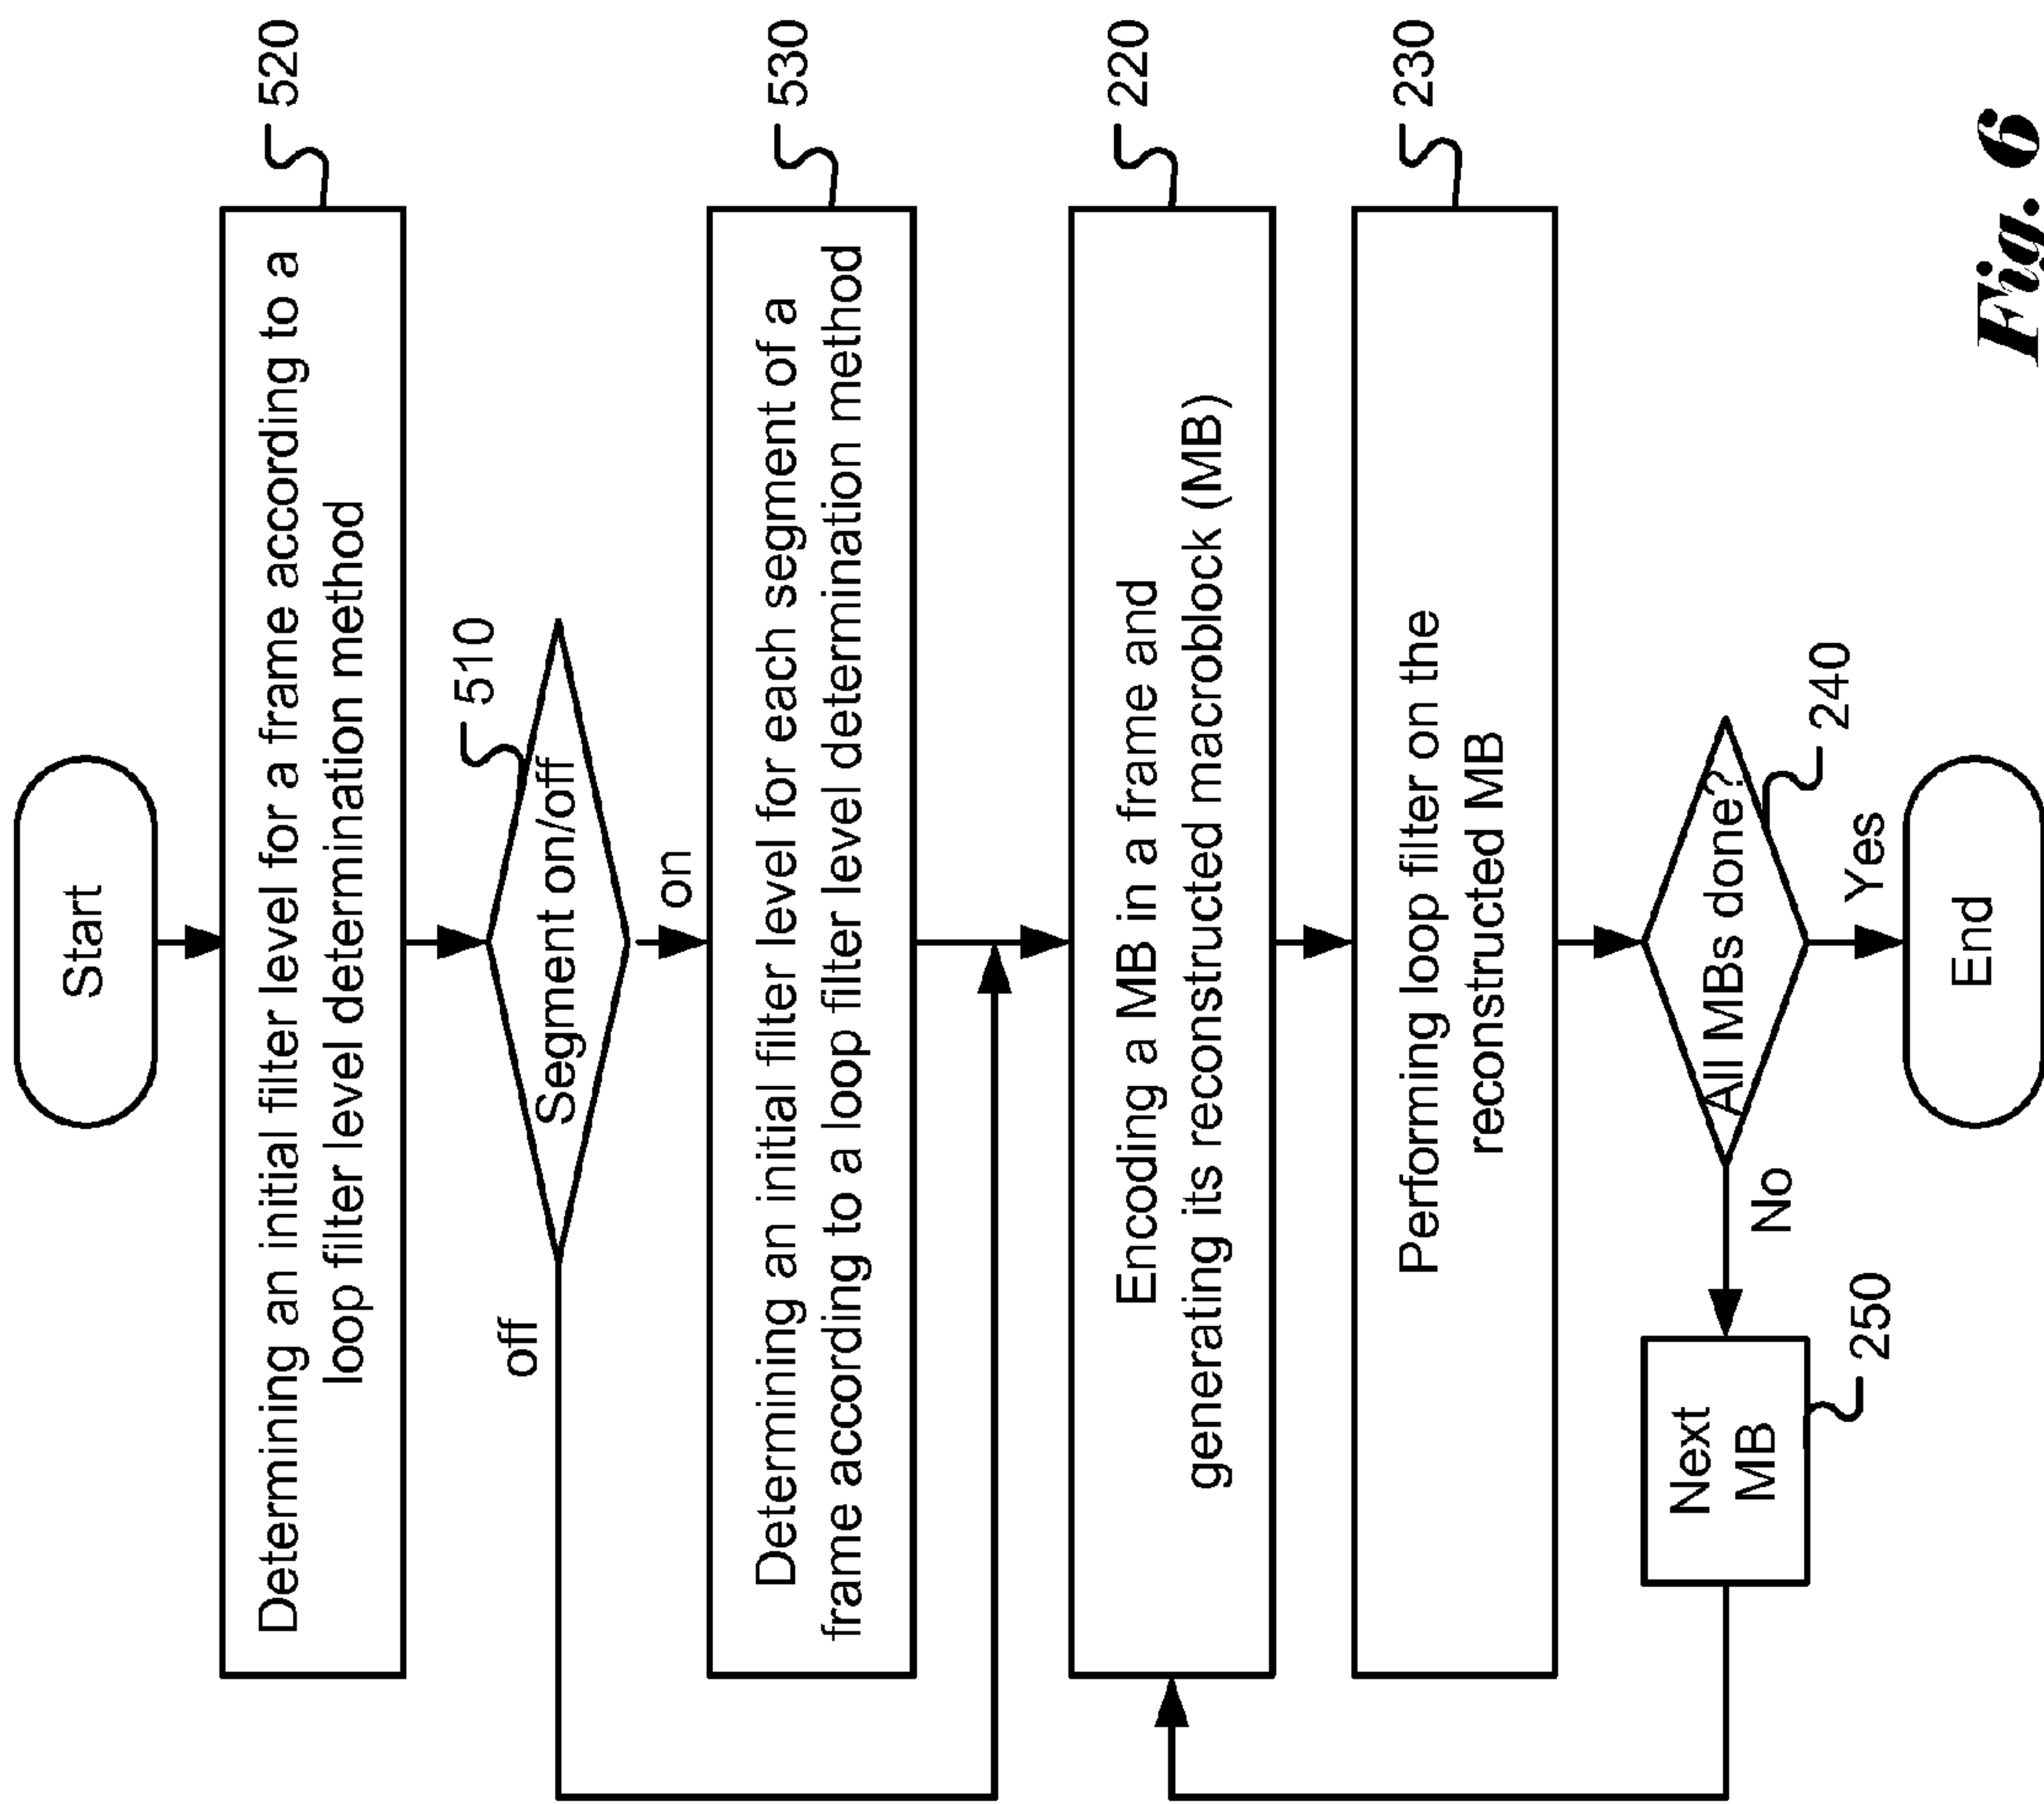 Start
Determining an initial filter level for a frame according to a
loop filter level determination method
520
Segment on/off
510
off
on
Determining an initial filter level for each segment of a
frame according to a loop filter level determination method
530
Encoding a MB in a frame and
generating its reconstructed macroblock (MB)
220
Performing loop filter on the
reconstructed MB
230
All MBs done?
240
No
Yes
Next
MB
250
End
Fig. 6